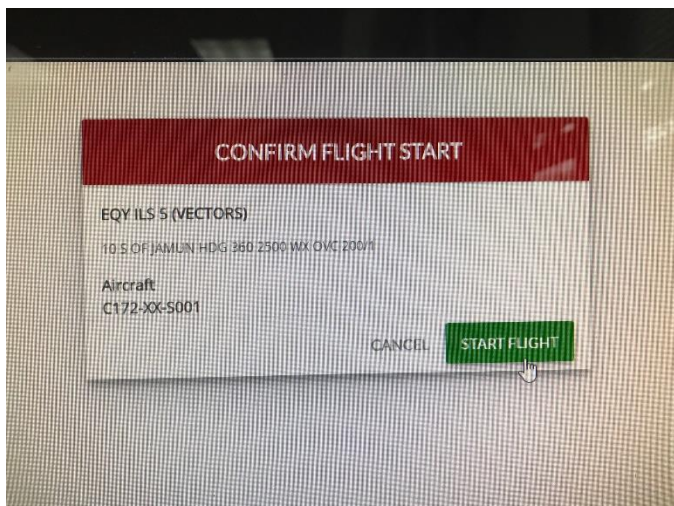 CONFIRM FLIGHT START
EQY ILS 5 (VECTORS)
10 S OF JAMUN HDG 360 2500 WX OVC 200/1
Aircraft
C172-XX-S001
CANCEL START FLIGHT